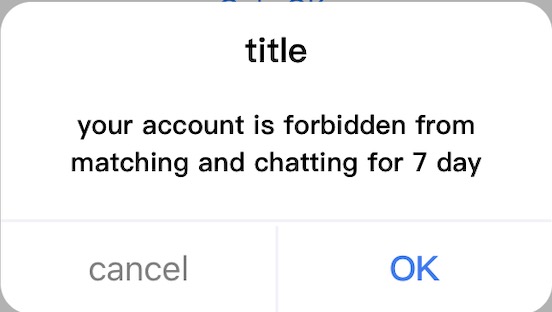 title
your account is forbidden from
matching and chatting for 7 day
cancel
OK